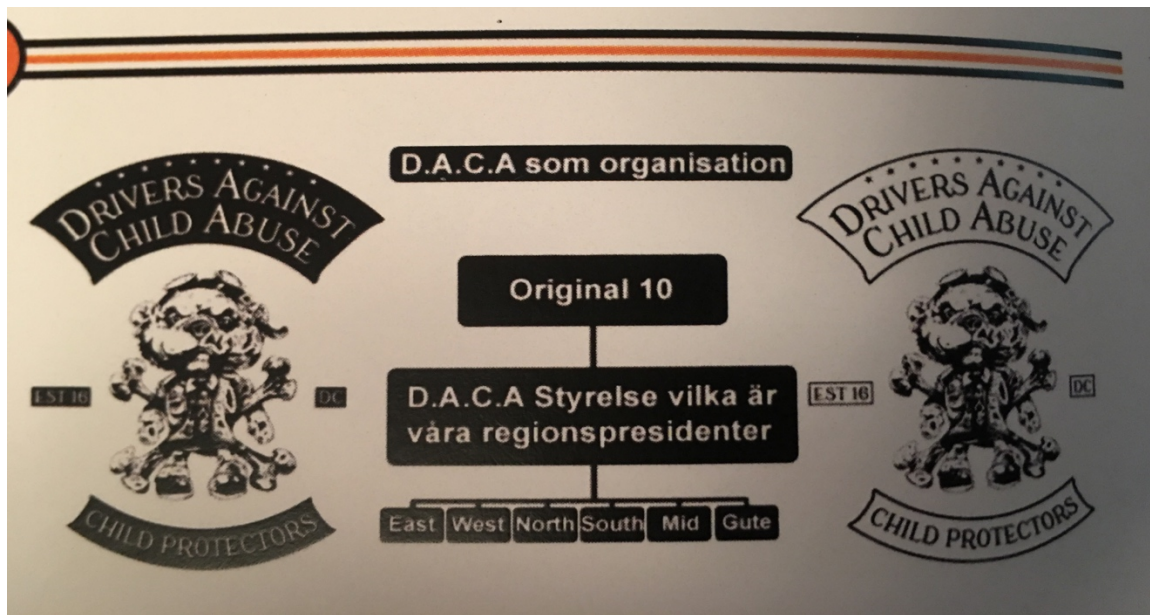 D.A.C.A som organisation
DRIVERS AGAINST
CHILD ABUSE
EST 16
DC
CHILD PROTECTORS
Original 10
D.A.C.A Styrelse vilka är
våra regionspresidenter
East West North South Mid Gute
DRIVERS AGAINST
CHILD ABUSE
EST 16
DC
CHILD PROTECTORS